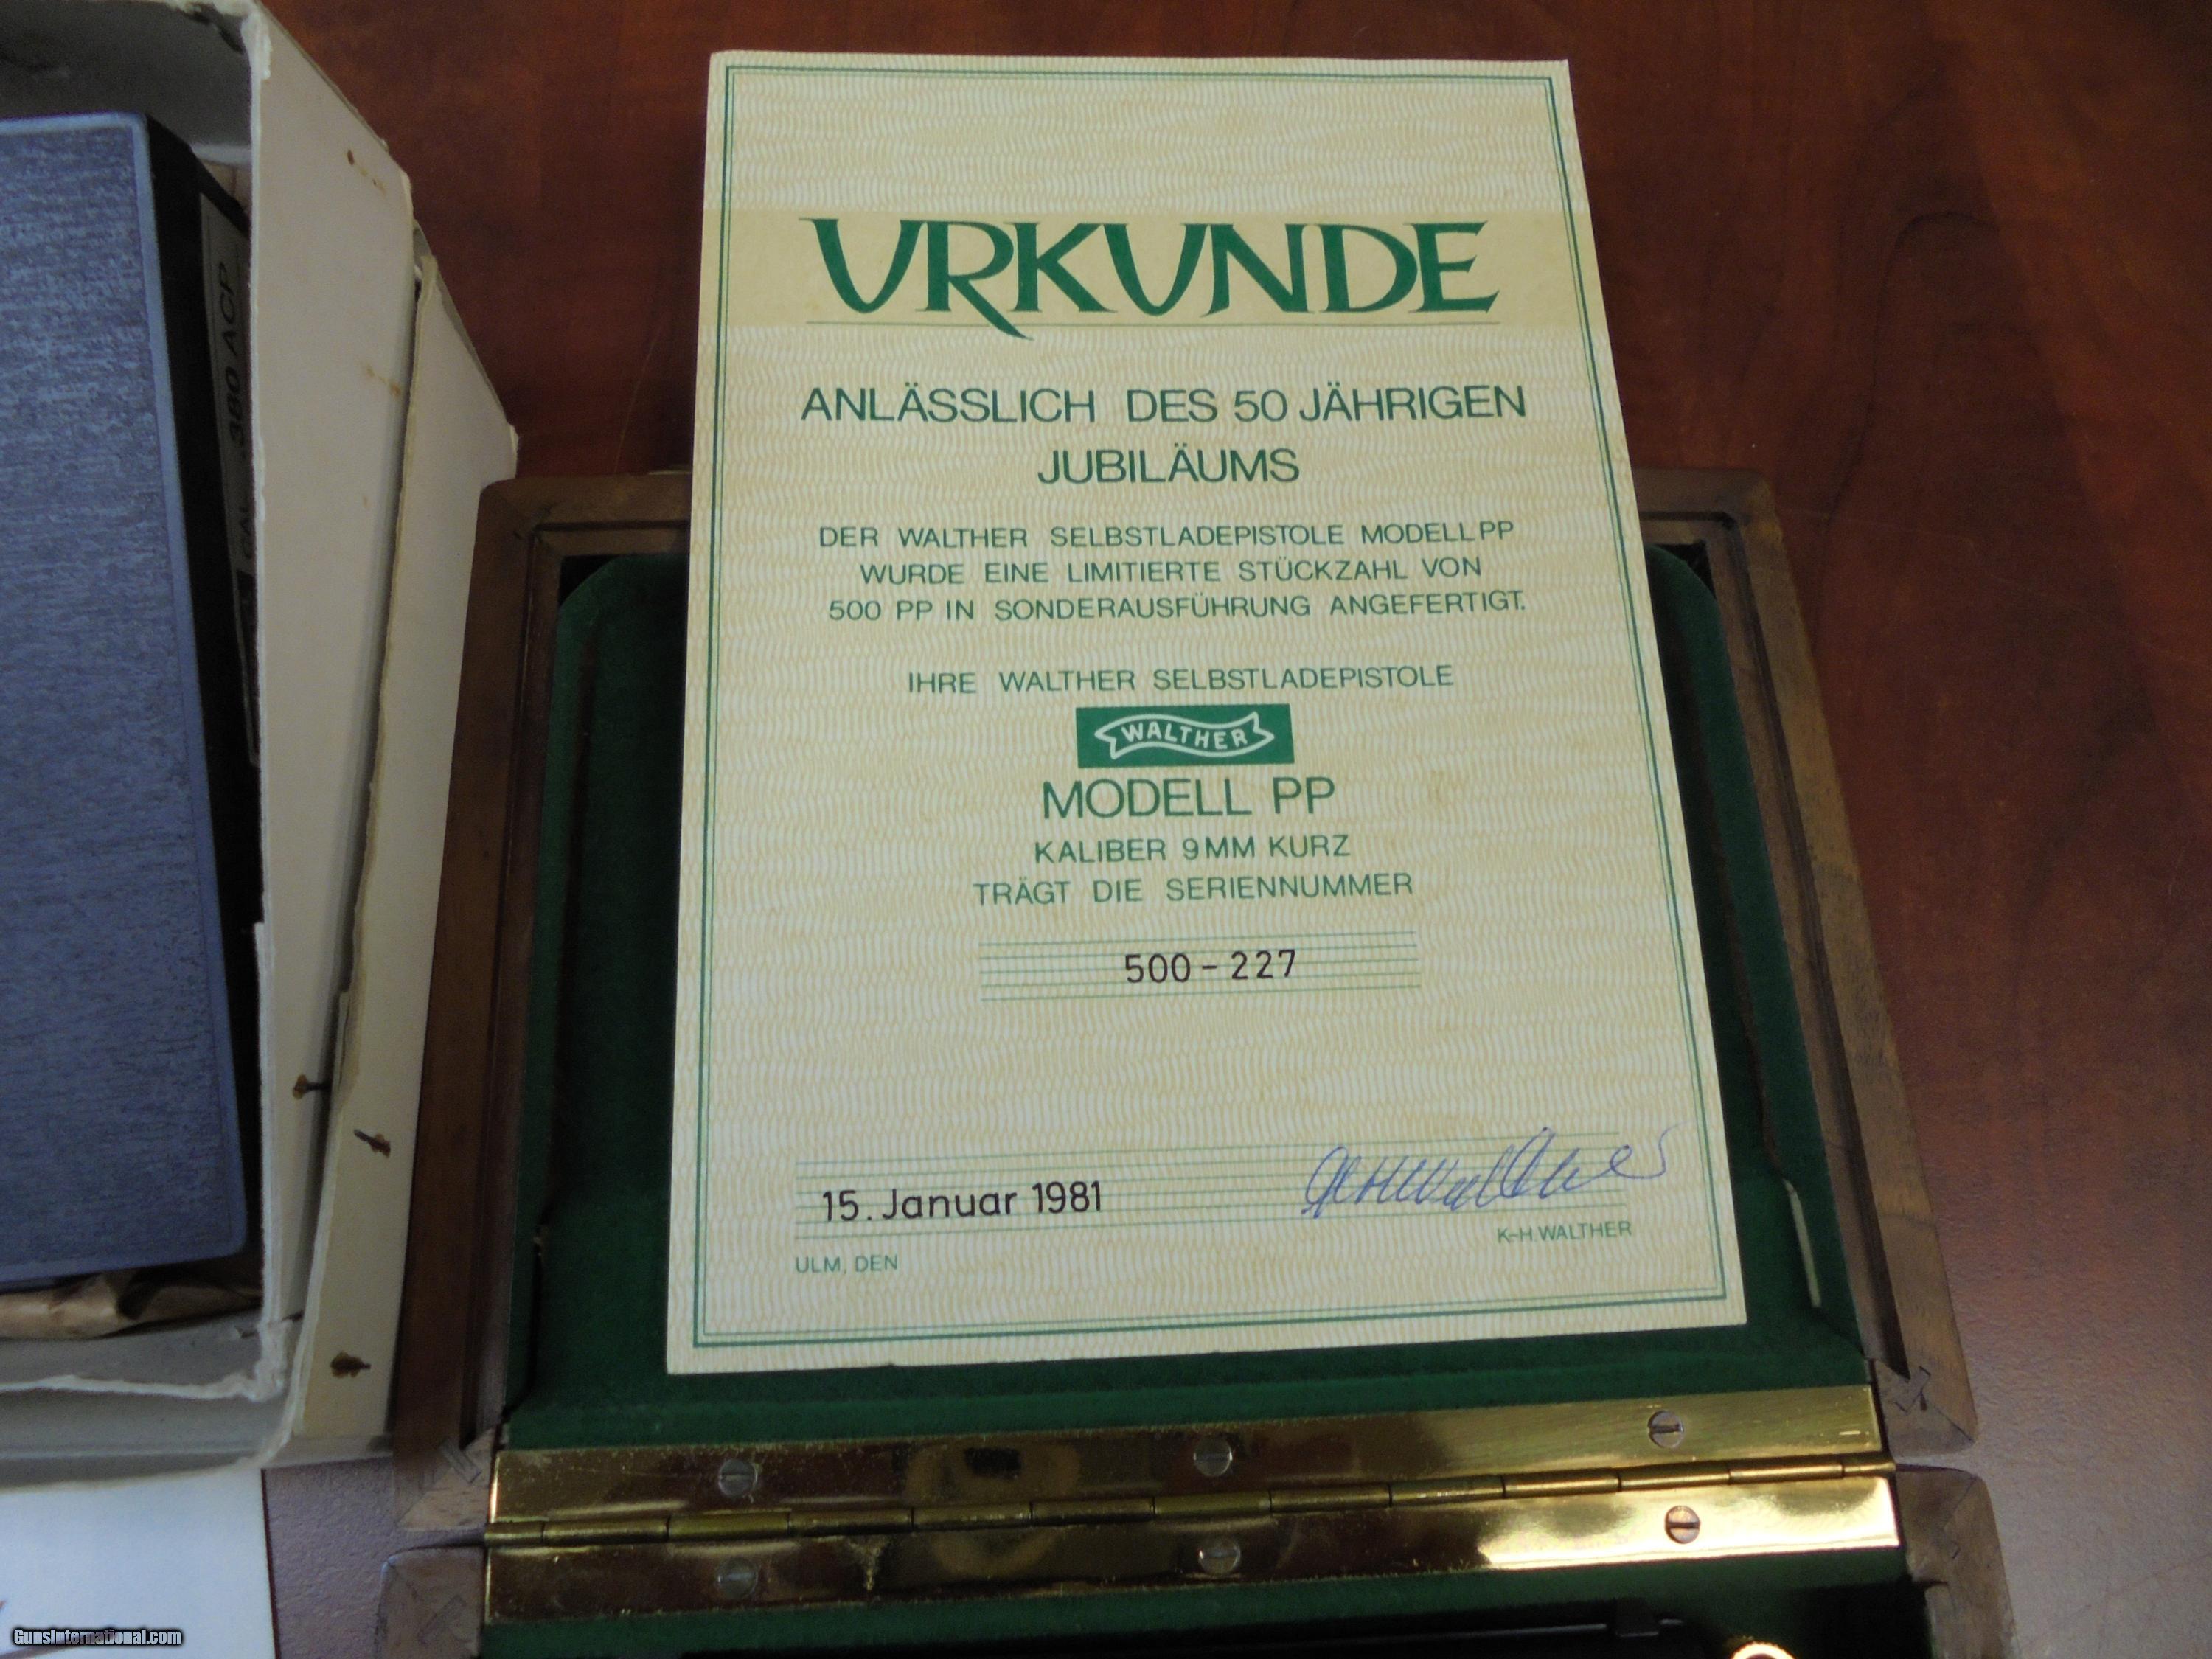 URKUNDE
ANLÄSSLICH DES 50 JÄHRIGEN
JUBILÄUMS
DER WALTHER SELBSTLADEPISTOLE MODELL PP
WURDE EINE LIMITIERTE STÜCKZAHL VON
500 PP IN SONDERAUSFÜHRUNG ANGEFERTIGT.
IHRE WALTHER SELBSTLADEPISTOLE
WALTHER
MODELL PP
KALIBER 9MM KURZ
TRÄGT DIE SERIENNUMMER
500-227
15. Januar 1981
ULM, DEN
K-H.WALTHER
CAL. 380 ACP
GunsInternational.com